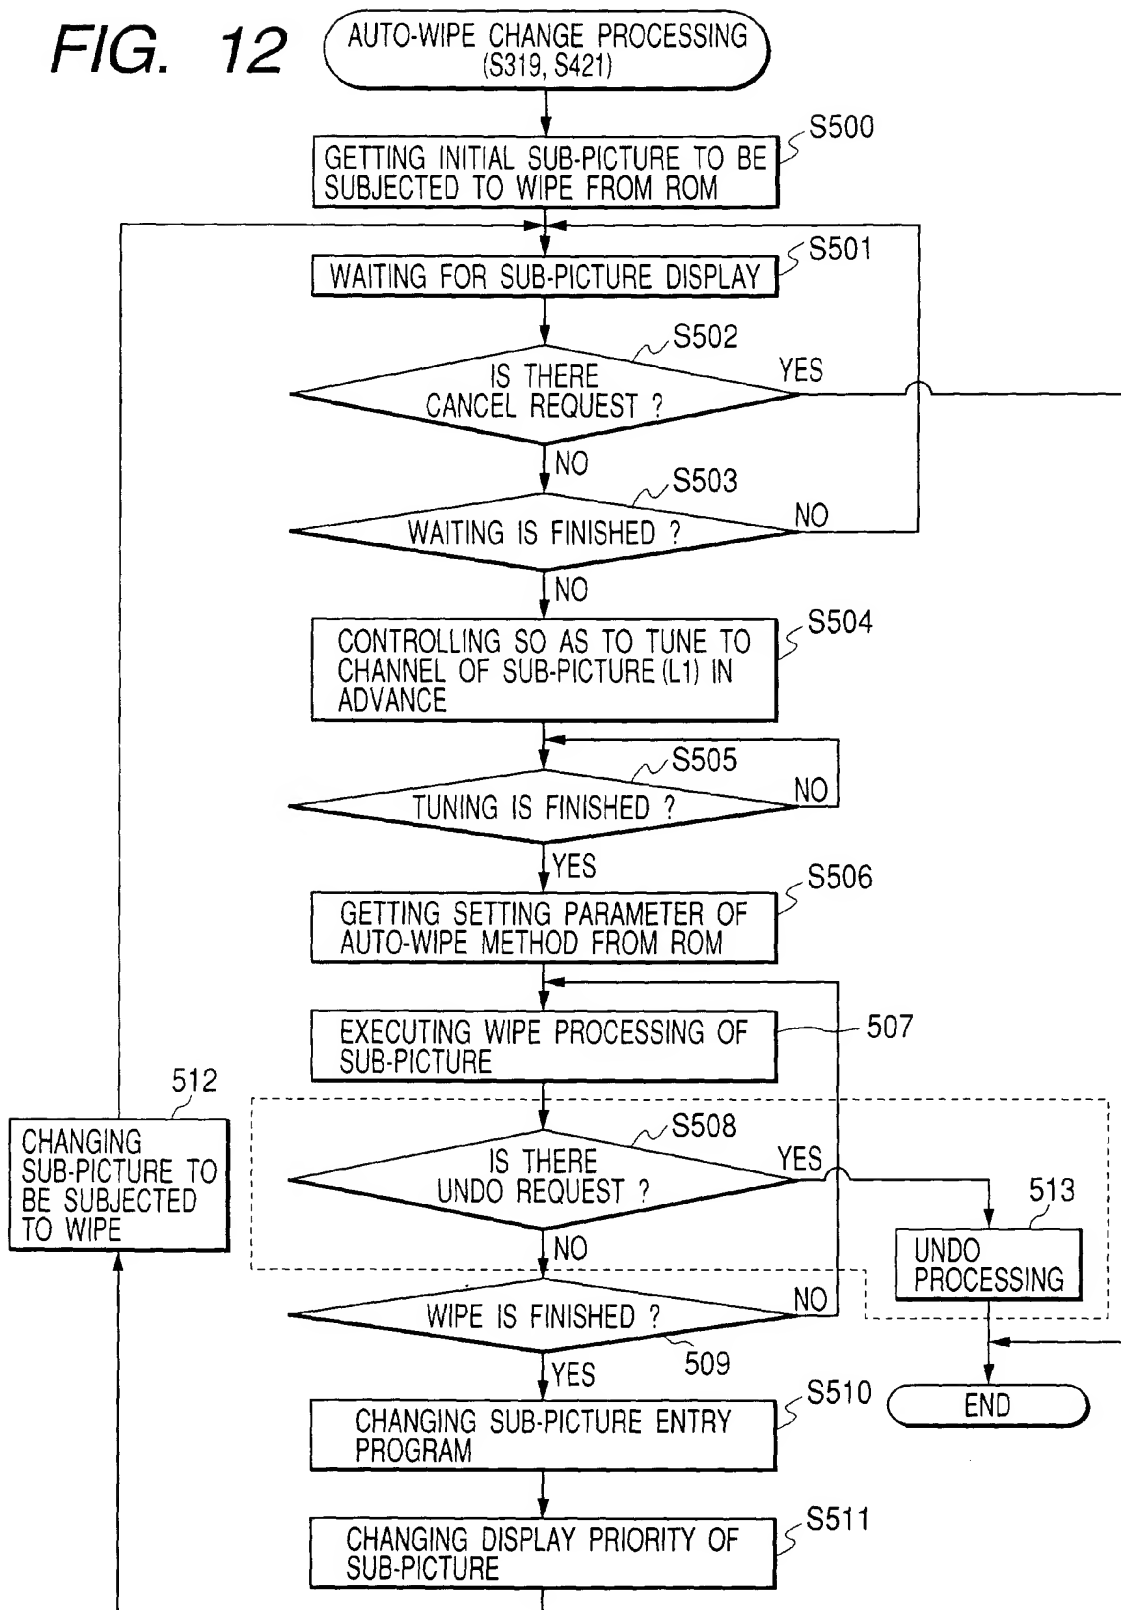 FIG. 12
AUTO-WIPE CHANGE PROCESSING
(S319, S421)
S500
GETTING INITIAL SUB-PICTURE TO BE
SUBJECTED TO WIPE FROM ROM
S501
WAITING FOR SUB-PICTURE DISPLAY
S502
IS THERE
CANCEL REQUEST ?
YES
NO
S503
WAITING IS FINISHED ?
NO
NO
S504
CONTROLLING SO AS TO TUNE TO
CHANNEL OF SUB-PICTURE (L1) IN
ADVANCE
S505
TUNING IS FINISHED ?
NO
YES
S506
GETTING SETTING PARAMETER OF
AUTO-WIPE METHOD FROM ROM
507
EXECUTING WIPE PROCESSING OF
SUB-PICTURE
512
CHANGING
SUB-PICTURE TO
BE SUBJECTED
TO WIPE
S508
IS THERE
UNDO REQUEST ?
YES
NO
513
UNDO
PROCESSING
WIPE IS FINISHED ?
NO
509
YES
END
S510
CHANGING SUB-PICTURE ENTRY
PROGRAM
S511
CHANGING DISPLAY PRIORITY OF
SUB-PICTURE